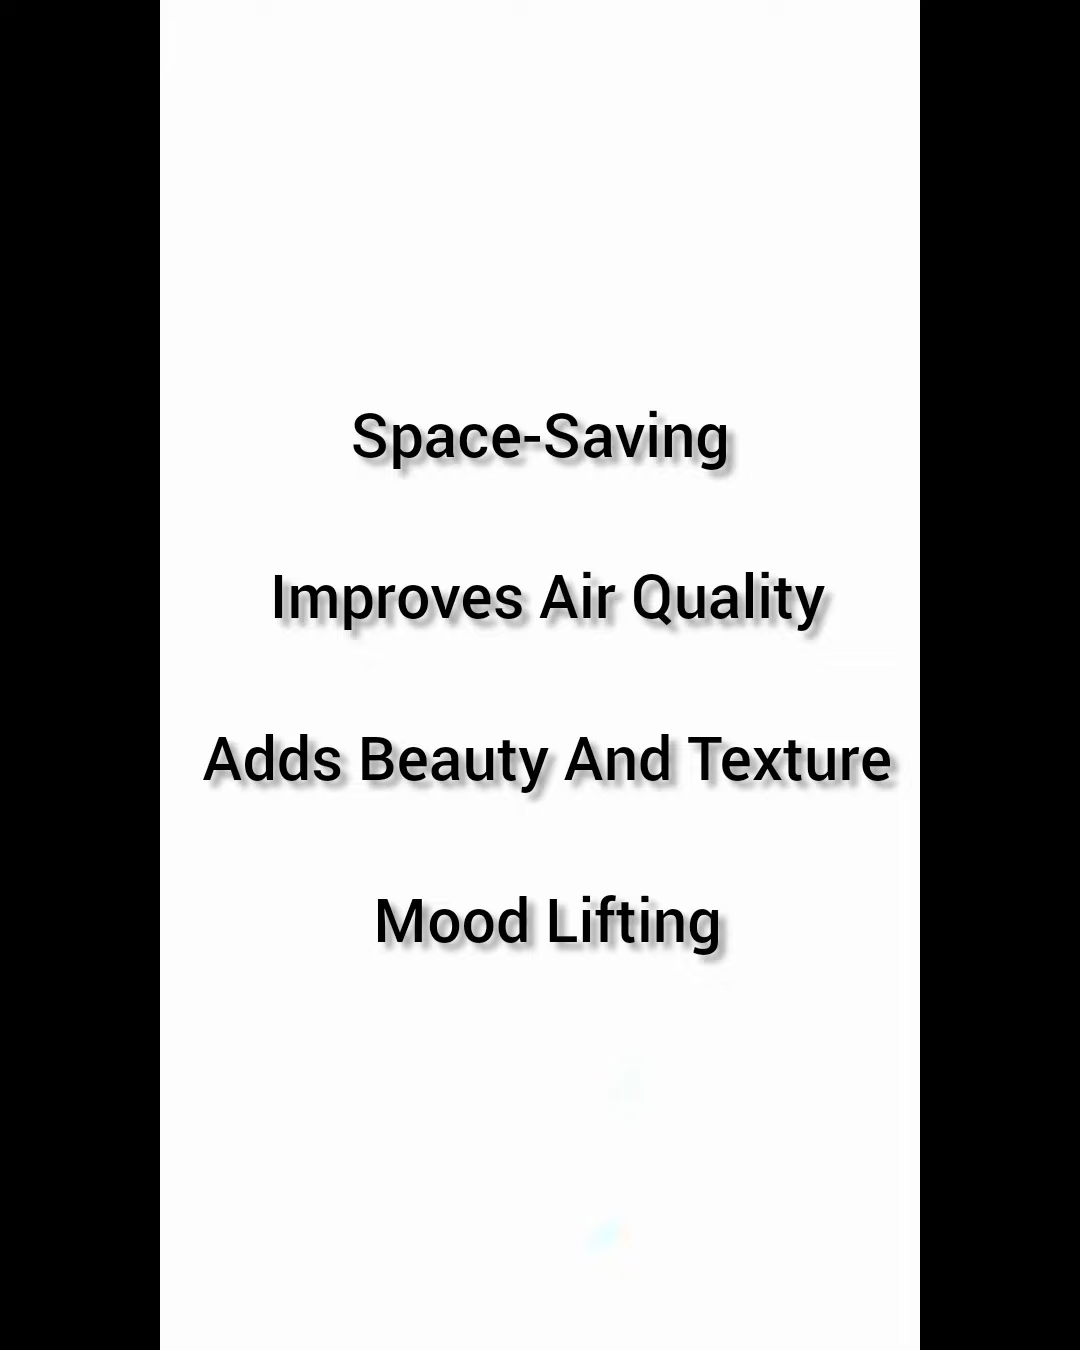 Space-Saving
Improves Air Quality
Adds Beauty And Texture
Mood Lifting